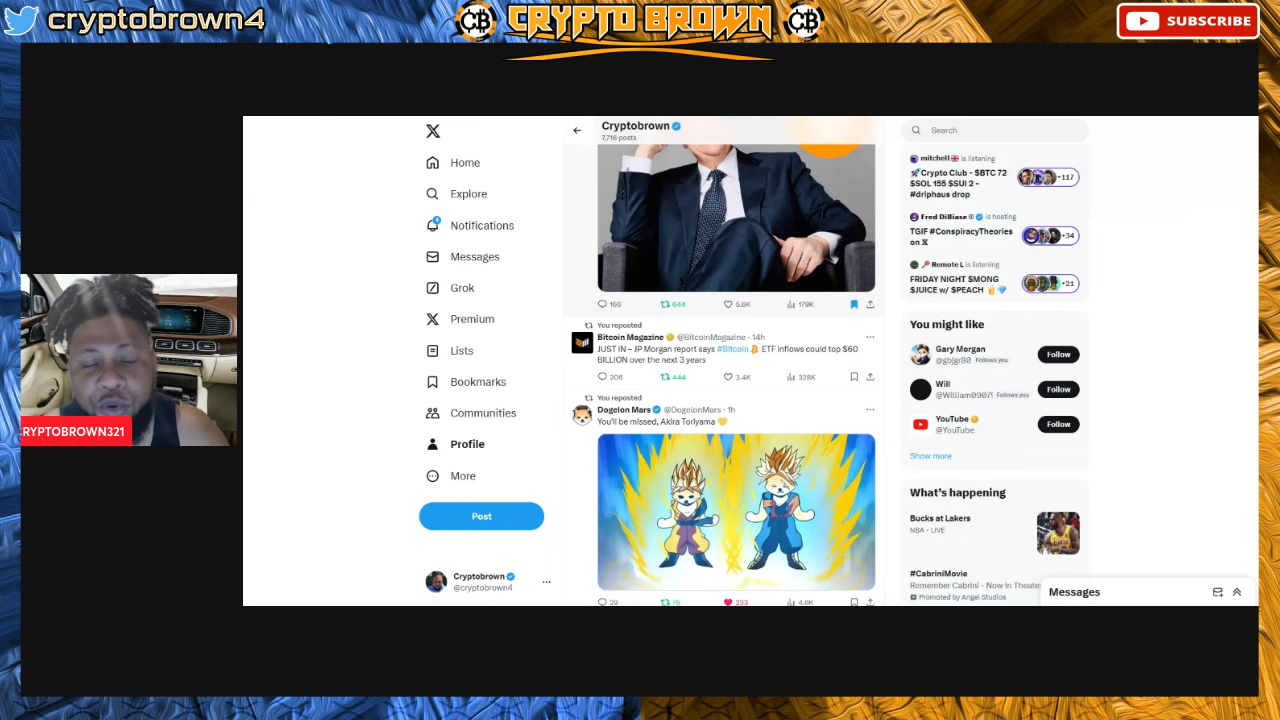 cryptobrown4
CB
CRYPTO BROWN
CB
SUBSCRIBE
RYPTOBROWN321
Home
Explore
Notifications
Messages
Grok
Premium
Lists
Bookmarks
Communities
Profile
More
Post
Cryptobrown
@cryptobrown4
Cryptobrown
7,716 posts
165 644 5.6K 179K
You reposted
Bitcoin Magazine @BitcoinMagazine · 14h
JUST IN – JP Morgan report says #Bitcoin ETF inflows could top $60
BILLION over the next 3 years
206 444 3.4K 328K
You reposted
Dogelon Mars @DogelonMars · 1h
You'll be missed, Akira Toriyama 💛
29 75 233 4.6K
Search
mitchell🇬🇧 is listening
🚀Crypto Club - $BTC 72
$SOL 155 $SUI 2 -
#driphaus drop
+117
Fred DiBiase is hosting
TGIF #ConspiracyTheories
on X
+34
Remote L is listening
FRIDAY NIGHT $MONG
$JUICE w/ $PEACH
+21
You might like
Gary Morgan
@gbjgr80 Follows you
Follow
Will
Follows you
Follow
YouTube
@YouTube
Follow
Show more
What's happening
Bucks at Lakers
NBA · LIVE
#CabriniMovie
Remember Cabrini - Now In Theate
Promoted by Angel Studios
Messages